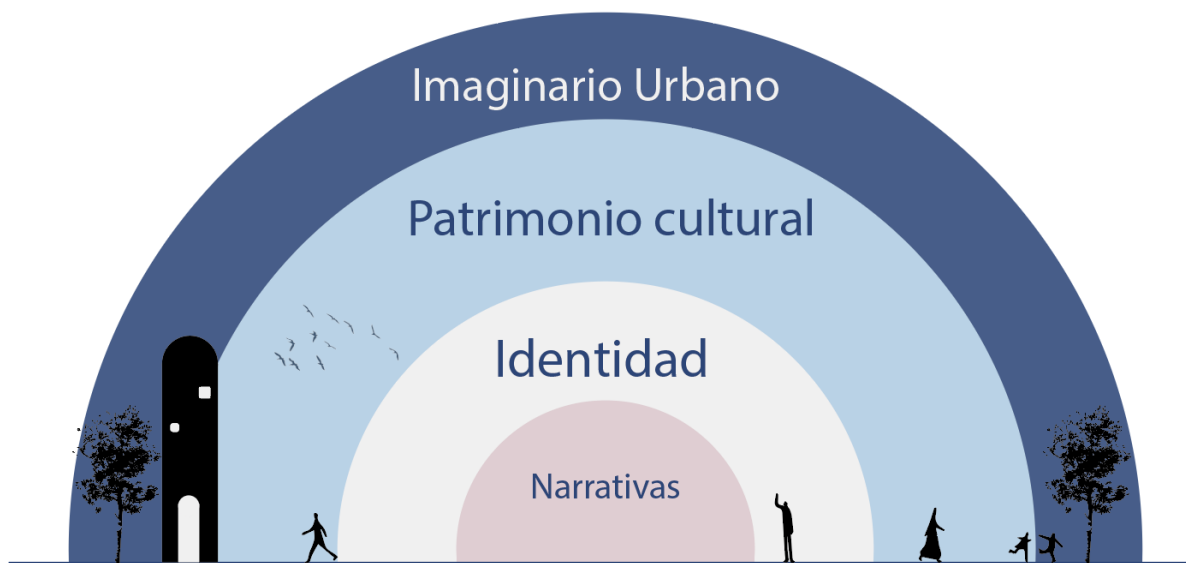 Imaginario Urbano
Patrimonio cultural
Identidad
Narrativas